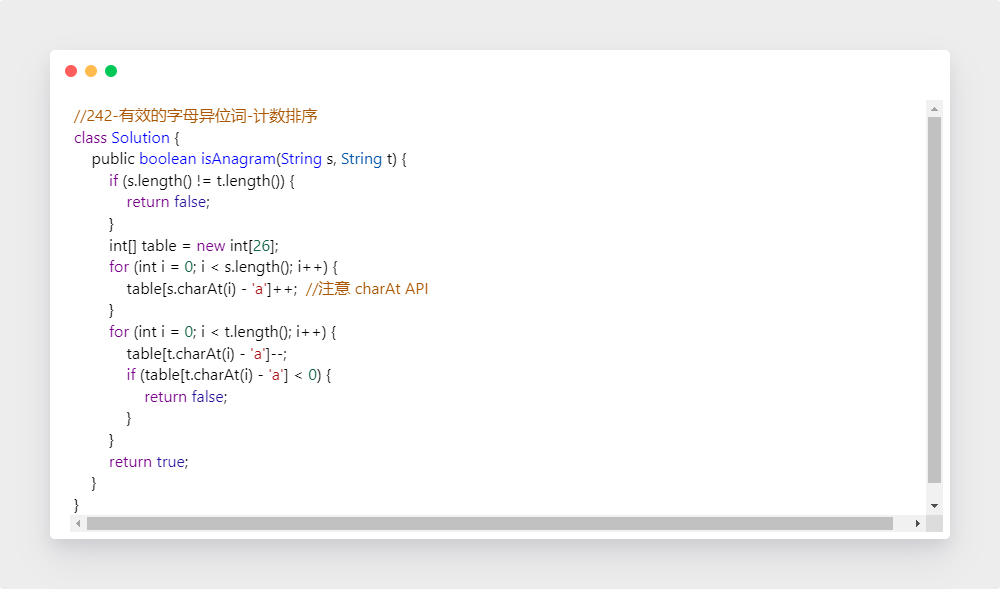 //242-有效的字母异位词-计数排序
class Solution {
    public boolean isAnagram(String s, String t) {
        if (s.length() != t.length()) {
            return false;
        }
        int[] table = new int[26];
        for (int i = 0; i < s.length(); i++) {
            table[s.charAt(i) - 'a']++;  //注意 charAt API
        }
        for (int i = 0; i < t.length(); i++) {
            table[t.charAt(i) - 'a']--;
            if (table[t.charAt(i) - 'a'] < 0) {
                return false;
            }
        }
        return true;
    }
}